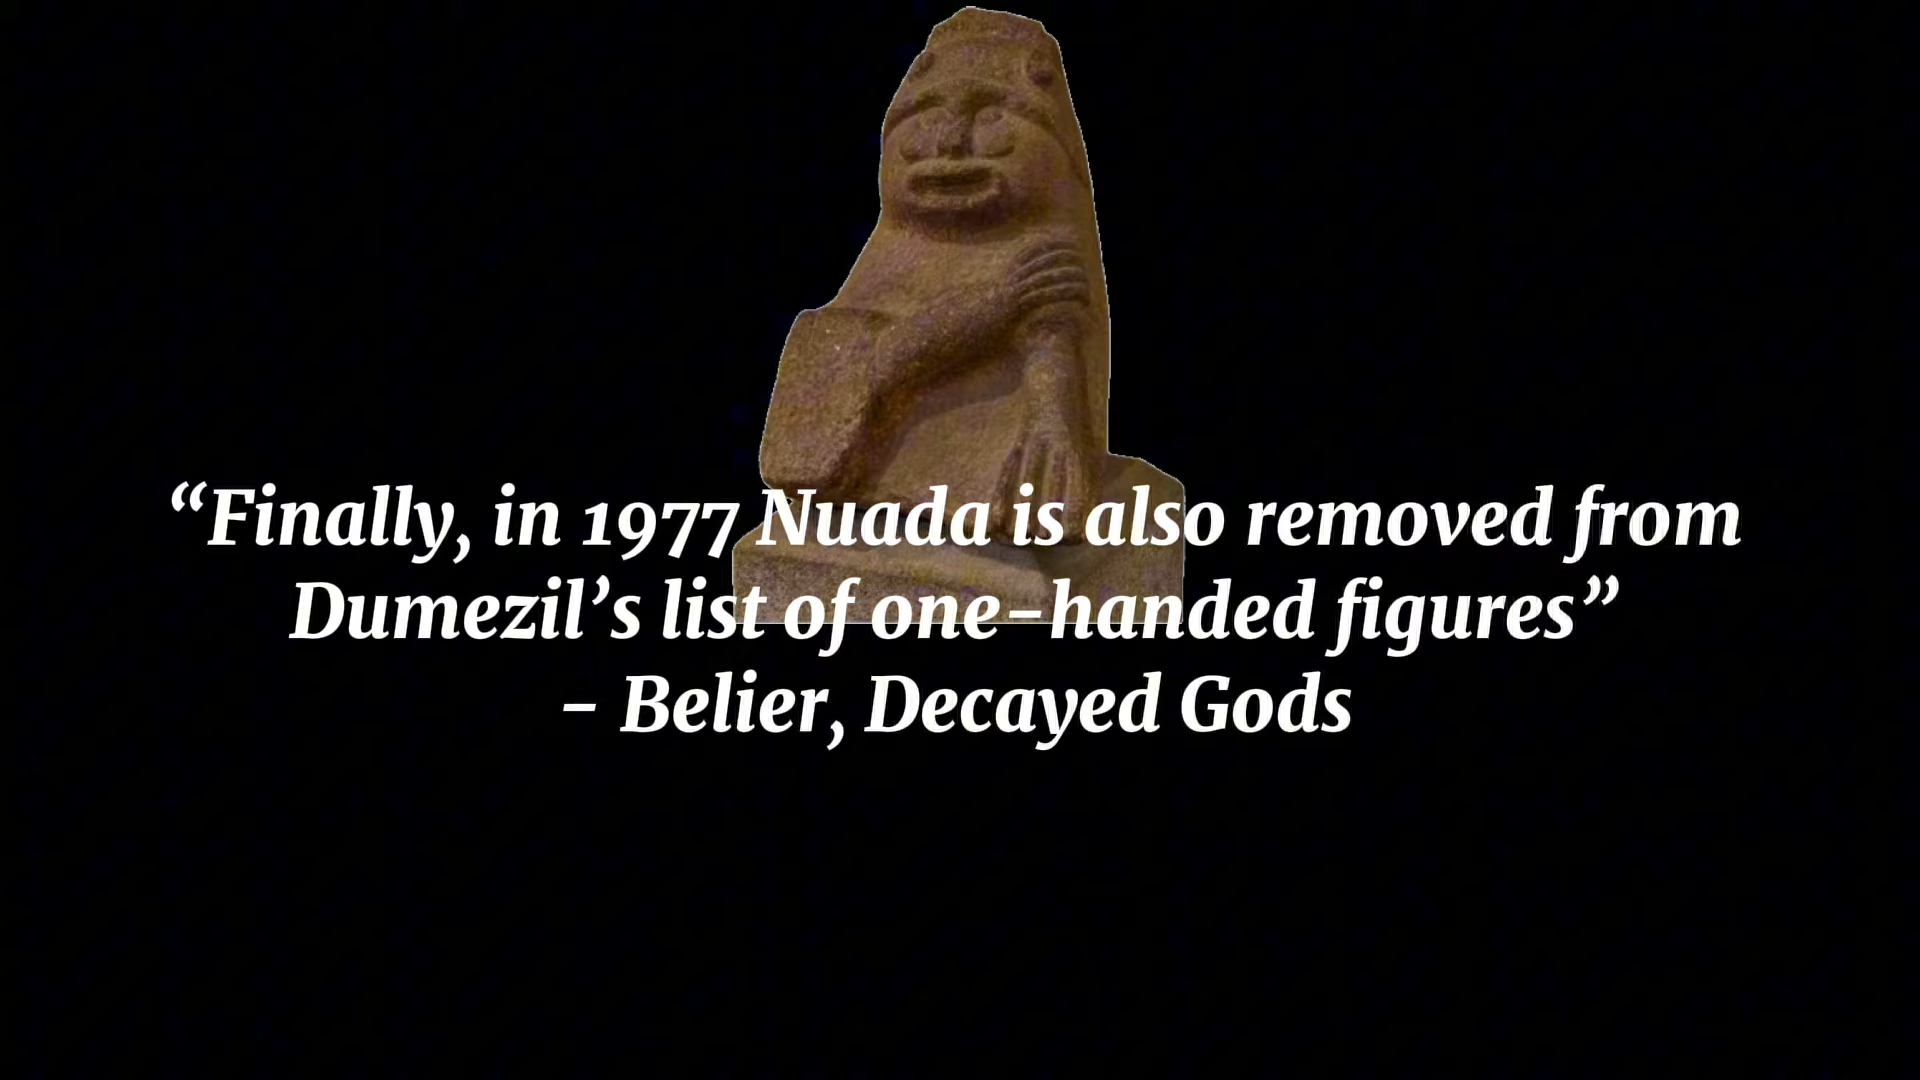 “Finally, in 1977 Nuada is also removed from
Dumezil’s list of one-handed figures”
- Belier, Decayed Gods